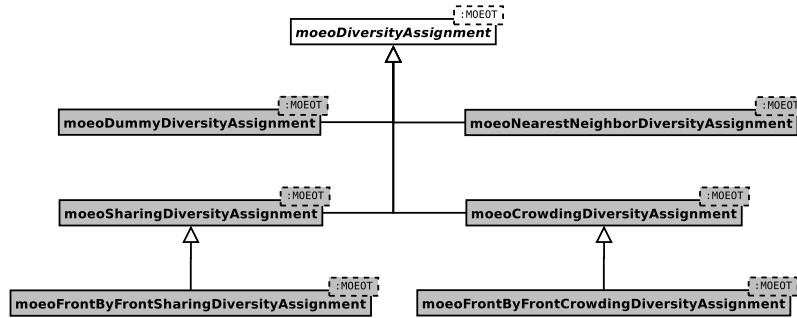 :MOEOT
moeoDiversityAssignment
:MOEOT
moeoDummyDiversityAssignment
:MOEOT
moeoNearestNeighborDiversityAssignment
:MOEOT
moeoSharingDiversityAssignment
:MOEOT
moeoCrowdingDiversityAssignment
:MOEOT
moeoFrontByFrontSharingDiversityAssignment
:MOEOT
moeoFrontByFrontCrowdingDiversityAssignment